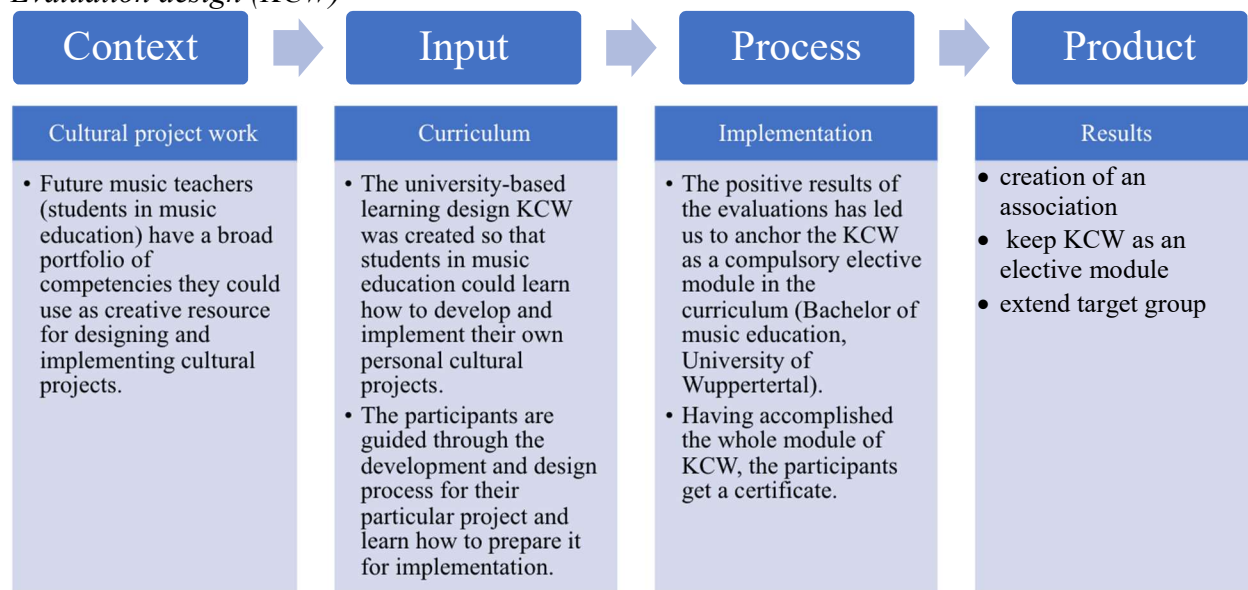 Evaluation design (KCW)
Context
Input
Process
Product
Cultural project work
• Future music teachers
(students in music
education) have a broad
portfolio of
competencies they could
use as creative resource
for designing and
implementing cultural
projects.
Curriculum
• The university-based
learning design KCW
was created so that
students in music
education could learn
how to develop and
implement their own
personal cultural
projects.
• The participants are
guided through the
development and design
process for their
particular project and
learn how to prepare it
for implementation.
Implementation
• The positive results of
the evaluations has led
us to anchor the KCW
as a compulsory elective
module in the
curriculum (Bachelor of
music education,
University of
Wuppertertal).
• Having accomplished
the whole module of
KCW, the participants
get a certificate.
Results
• creation of an
association
• keep KCW as an
elective module
• extend target group